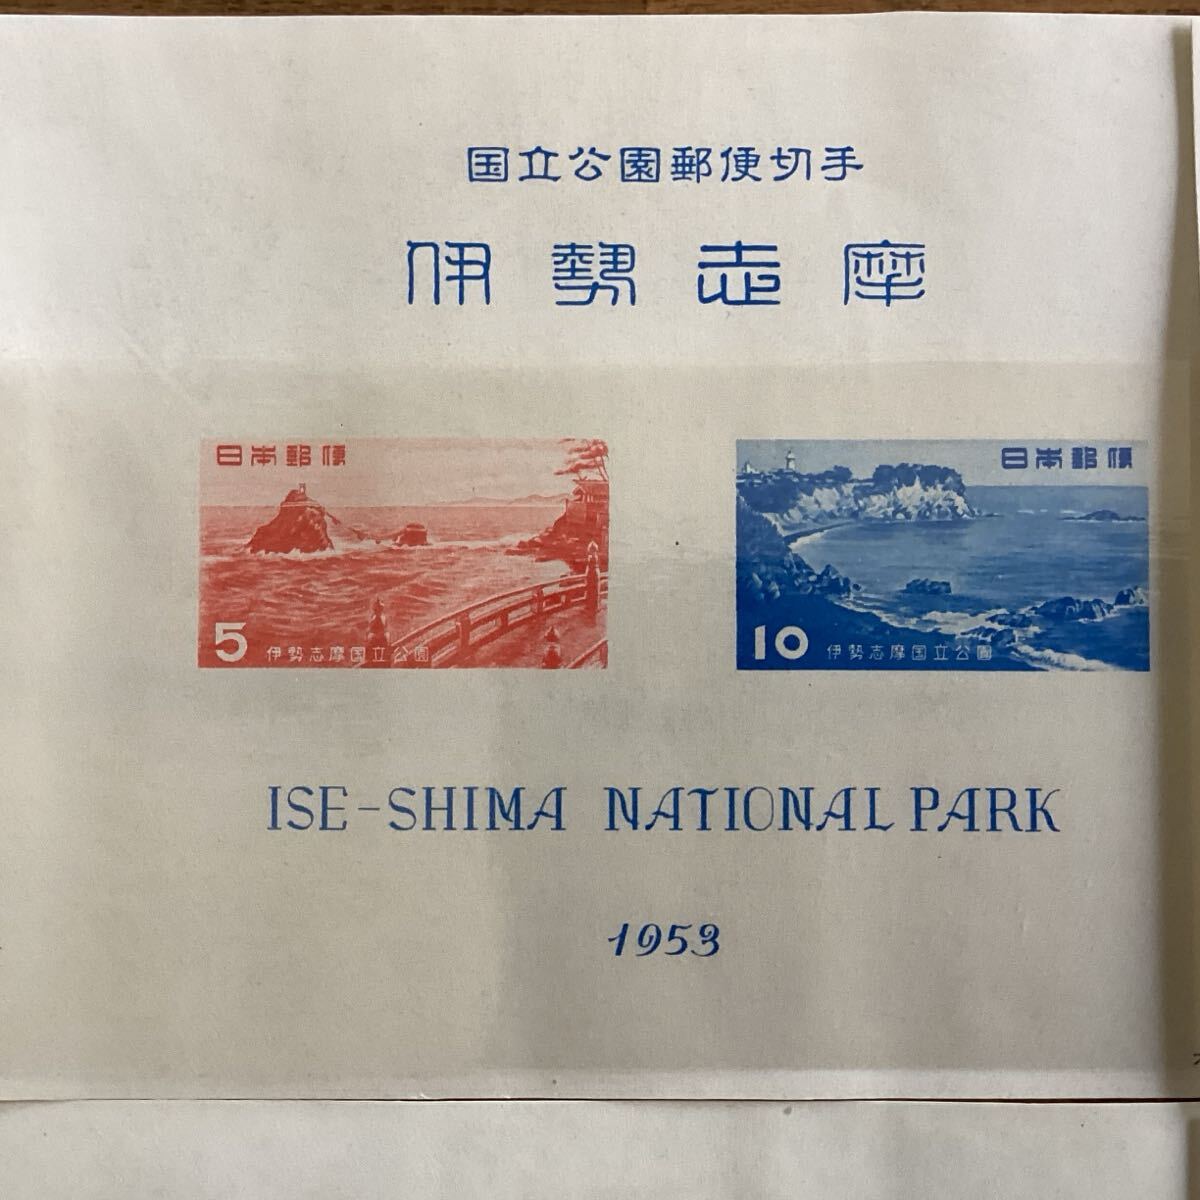 国立公園郵便切手
伊勢志摩
日本郵便
5 伊勢志摩国立公園
日本郵便
10 伊勢志摩国立公園
ISE-SHIMA NATIONAL PARK
1953